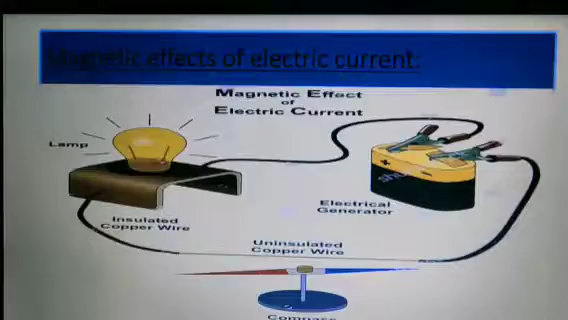 Magnetic effects of electric current.
Magnetic Effect
of
Electric Current
Lamp
Electrical
Generator
Insulated
Copper Wire
Uninsulated
Copper Wire
Compass